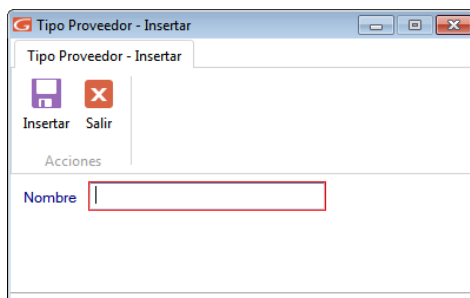 Tipo Proveedor - Insertar
Tipo Proveedor - Insertar
Insertar Salir
Acciones
Nombre